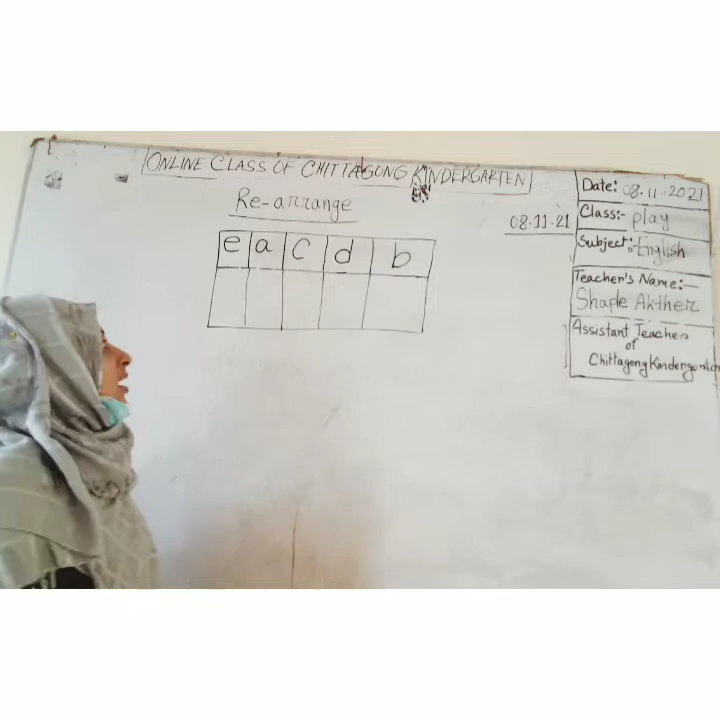 ONLINE CLASS OF CHITTAGONG KINDERGARTEN
Re-arrange
08.11.21
e a c d b
Date: 08.11.2021
Class:- play
Subject:- English
Teacher's Name:-
Shaple Akther
Assistant Teacher
of
Chittagong Kindergarten